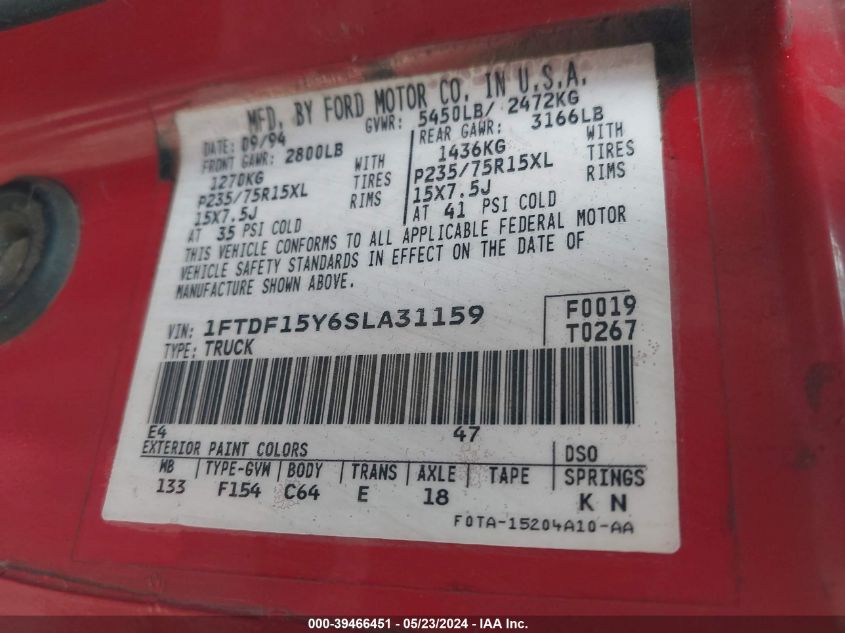 MFD. BY FORD MOTOR CO. IN U.S.A.
DATE: 09/94 GVWR: 5450LB/ 2472KG
FRONT GAWR: 2800LB REAR GAWR: 3166LB
1270KG WITH 1436KG WITH
P235/75R15XL TIRES P235/75R15XL TIRES
15X7.5J RIMS 15X7.5J RIMS
AT 35 PSI COLD AT 41 PSI COLD
THIS VEHICLE CONFORMS TO ALL APPLICABLE FEDERAL MOTOR
VEHICLE SAFETY STANDARDS IN EFFECT ON THE DATE OF
MANUFACTURE SHOWN ABOVE.
VIN: 1FTDF15Y6SLA31159 F0019
TYPE: TRUCK T0267
E4 47
EXTERIOR PAINT COLORS DSO
WB TYPE-GVW BODY TRANS AXLE TAPE SPRINGS
133 F154 C64 E 18 K N
F0TA-15204A10-AA
000-39466451 - 05/23/2024 - IAAI.com, Inc.